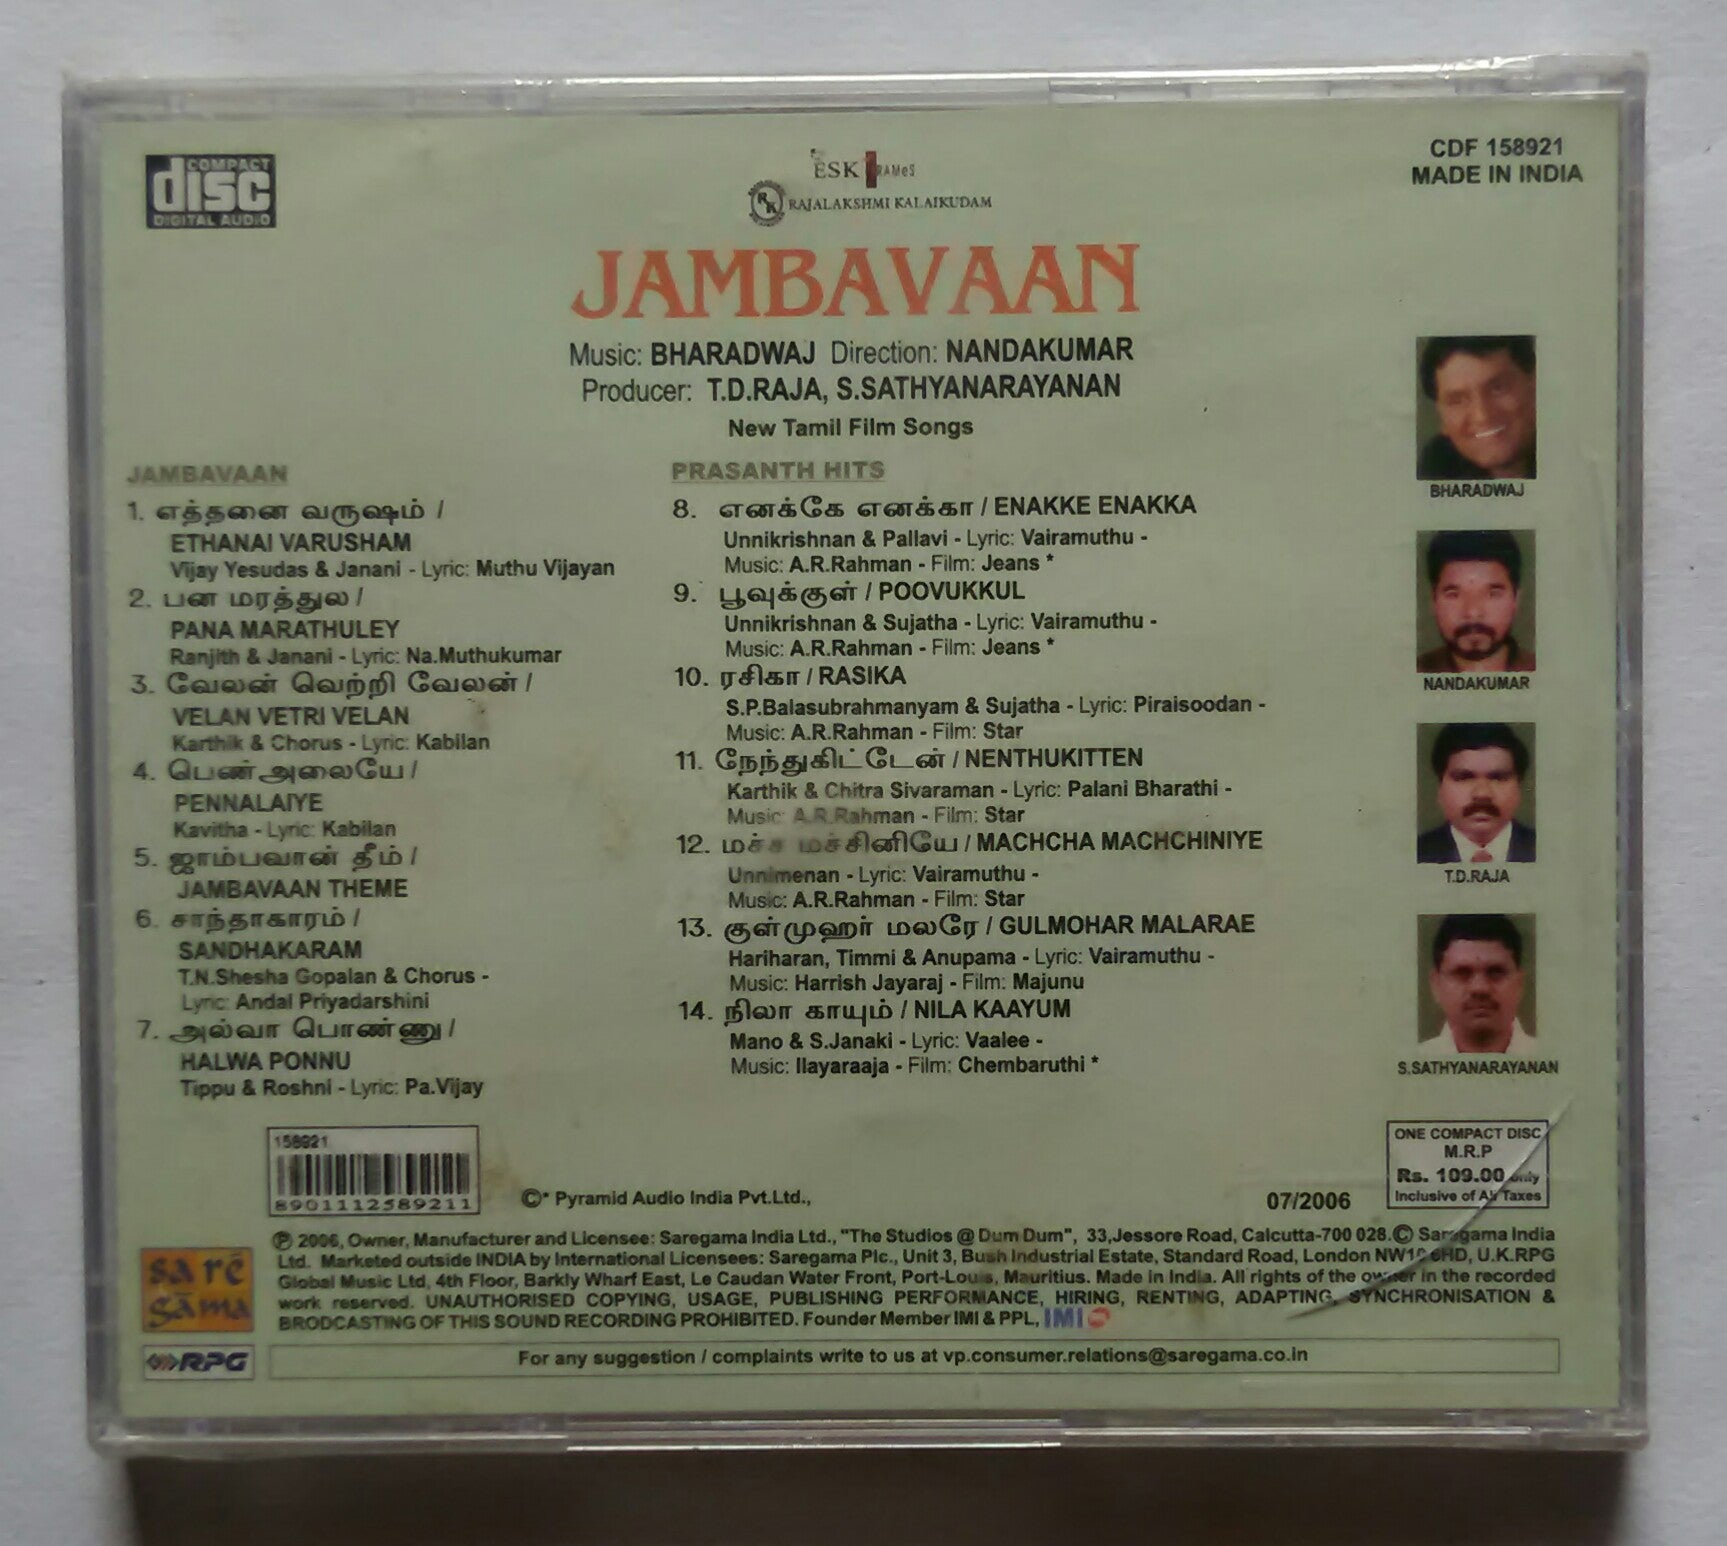 COMPACT
disc
DIGITAL AUDIO
ESK FRAMeS
RK RAJALAKSHMI KALAIKUDAM
CDF 158921
MADE IN INDIA
JAMBAVAAN
Music: BHARADWAJ Direction: NANDAKUMAR
Producer: T.D.RAJA, S.SATHYANARAYANAN
New Tamil Film Songs
JAMBAVAAN
1. எத்தனை வருஷம் /
ETHANAI VARUSHAM
Vijay Yesudas & Janani - Lyric: Muthu Vijayan
2. பன மரத்துல /
PANA MARATHULEY
Ranjith & Janani - Lyric: Na.Muthukumar
3. வேலன் வெற்றி வேலன் /
VELAN VETRI VELAN
Karthik & Chorus - Lyric: Kabilan
4. பெண்அலையே /
PENNALAIYE
Kavitha - Lyric: Kabilan
5. ஜாம்பவான் தீம் /
JAMBAVAAN THEME
6. சாந்தாகாரம் /
SANDHAKARAM
T.N.Shesha Gopalan & Chorus -
Lyric: Andal Priyadarshini
7. அல்வா பொண்ணு /
HALWA PONNU
Tippu & Roshni - Lyric: Pa.Vijay
PRASANTH HITS
8. எனக்கே எனக்கா / ENAKKE ENAKKA
Unnikrishnan & Pallavi - Lyric: Vairamuthu -
Music: A.R.Rahman - Film: Jeans *
9. பூவுக்குள் / POOVUKKUL
Unnikrishnan & Sujatha - Lyric: Vairamuthu -
Music: A.R.Rahman - Film: Jeans *
10. ரசிகா / RASIKA
S.P.Balasubrahmanyam & Sujatha - Lyric: Piraisoodan -
Music: A.R.Rahman - Film: Star
11. நேந்துகிட்டேன் / NENTHUKITTEN
Karthik & Chitra Sivaraman - Lyric: Palani Bharathi -
Music: A.R.Rahman - Film: Star
12. மச்ச மச்சினியே / MACHCHA MACHCHINIYE
Unnimenan - Lyric: Vairamuthu -
Music: A.R.Rahman - Film: Star
13. குள்முஹர் மலரே / GULMOHAR MALARAE
Hariharan, Timmi & Anupama - Lyric: Vairamuthu -
Music: Harrish Jayaraj - Film: Majunu
14. நிலா காயும் / NILA KAAYUM
Mano & S.Janaki - Lyric: Vaalee -
Music: Ilayaraaja - Film: Chembaruthi *
BHARADWAJ
NANDAKUMAR
T.D.RAJA
S.SATHYANARAYANAN
158921
8901112589211
©* Pyramid Audio India Pvt.Ltd.,
07/2006
ONE COMPACT DISC
M.R.P
Rs. 109.00 only
Inclusive of All Taxes
℗ 2006, Owner, Manufacturer and Licensee: Saregama India Ltd., "The Studios @ Dum Dum", 33,Jessore Road, Calcutta-700 028.© Saregama India
Ltd. Marketed outside INDIA by International Licensees: Saregama Plc., Unit 3, Bush Industrial Estate, Standard Road, London NW10 6HD, U.K.RPG
Global Music Ltd, 4th Floor, Barkly Wharf East, Le Caudan Water Front, Port-Louis, Mauritius. Made in India. All rights of the owner in the recorded
work reserved. UNAUTHORISED COPYING, USAGE, PUBLISHING PERFORMANCE, HIRING, RENTING, ADAPTING, SYNCHRONISATION &
BRODCASTING OF THIS SOUND RECORDING PROHIBITED. Founder Member IMI & PPL, IMI
sa rē
gāma
RPG
For any suggestion / complaints write to us at vp.consumer.relations@saregama.co.in